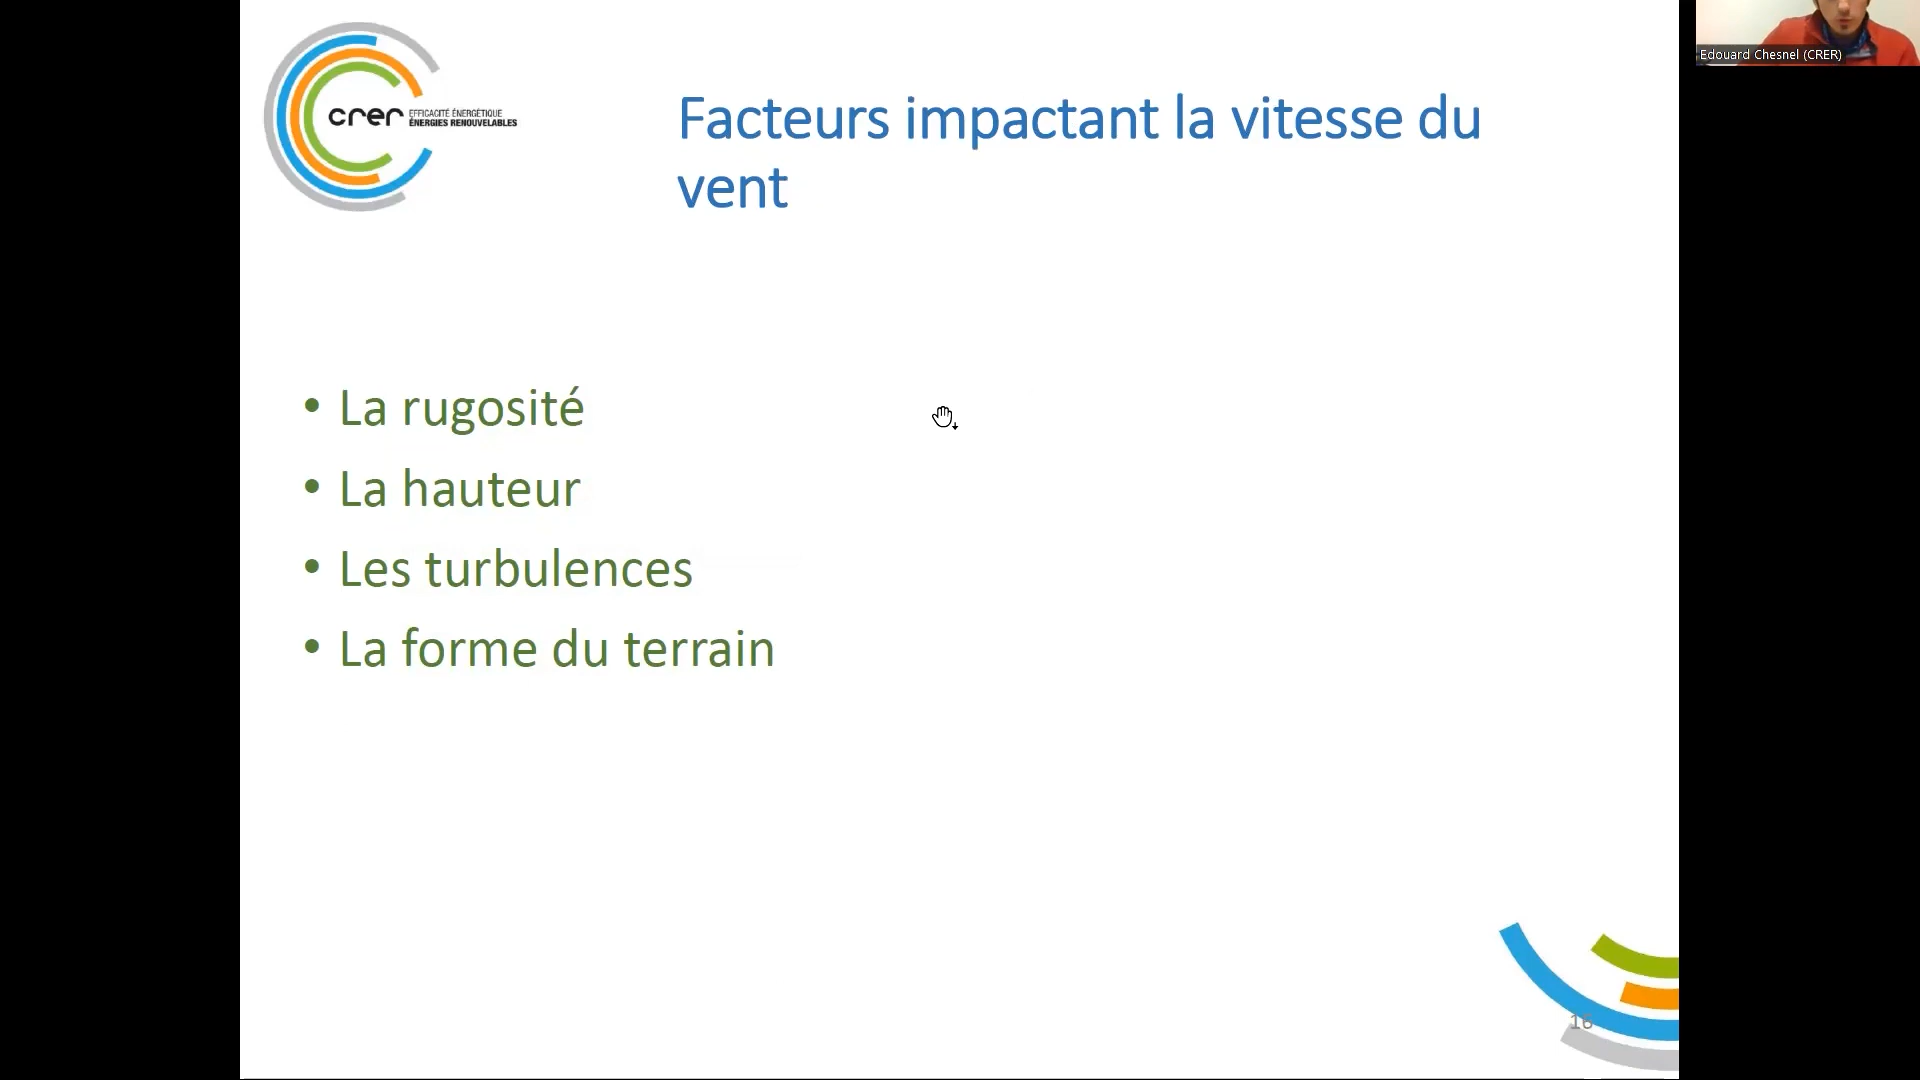 crer
EFFICACITÉ ÉNERGÉTIQUE
ÉNERGIES RENOUVELABLES
Edouard Chesnel (CRER)
Facteurs impactant la vitesse du
vent
• La rugosité
• La hauteur
• Les turbulences
• La forme du terrain
16